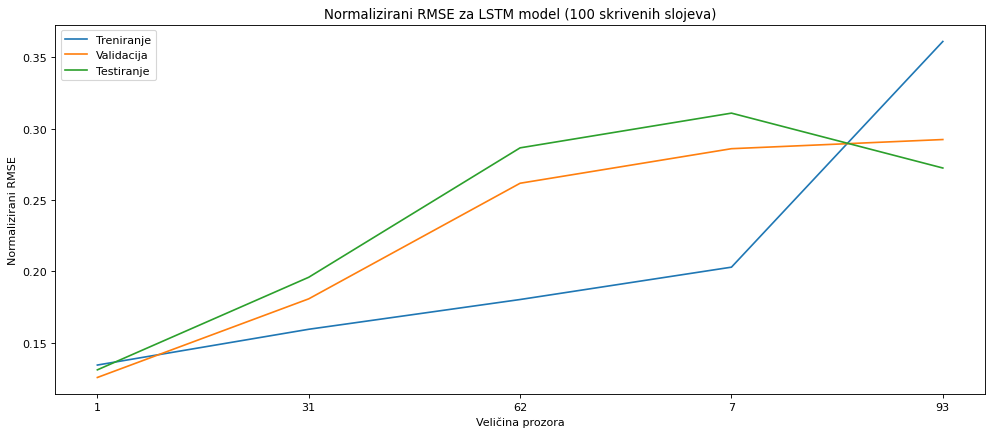 Normalizirani RMSE za LSTM model (100 skrivenih slojeva)
Treniranje
Validacija
Testiranje
0.35
0.30
0.25
0.20
0.15
Normalizirani RMSE
1 31 62 7 93
Veličina prozora